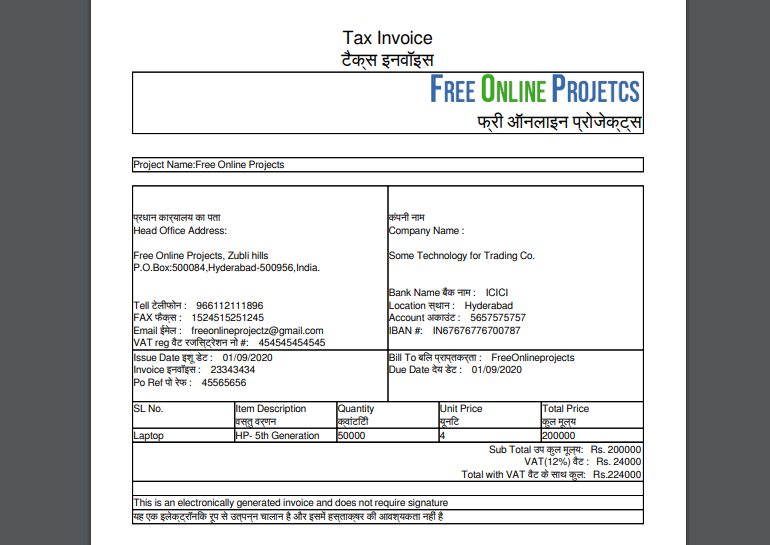 Tax Invoice
टैक्स इनवॉइस
FREE ONLINE PROJETCS
फ्री ऑनलाइन प्रोजेक्ट्स
Project Name:Free Online Projects
प्रधान कार्यालय का पता
Head Office Address:
Free Online Projects, Zubli hills
P.O.Box:500084,Hyderabad-500956,India.
Tell टेलीफोन : 966112111896
FAX फैक्स : 1524515251245
Email ईमेल : freeonlineprojectz@gmail.com
VAT reg वैट रजिस्ट्रेशन नो #: 454545454545
कंपनी नाम
Company Name :
Some Technology for Trading Co.
Bank Name बैंक नाम : ICICI
Location स्थान : Hyderabad
Account अकाउंट : 5657575757
IBAN #: IN67676776700787
Issue Date इशू डेट : 01/09/2020
Invoice इनवॉइस : 23343434
Po Ref पो रेफ : 45565656
Bill To बिल प्राप्तकर्ता : FreeOnlineprojects
Due Date देय डेट : 01/09/2020
SL No. Item Description Quantity Unit Price Total Price
वस्तु वर्णन क्वांटिटी यूनिट कूल मूल्य
Laptop HP- 5th Generation 50000 4 200000
Sub Total उप कुल मूल्य: Rs. 200000
VAT(12%) वैट : Rs. 24000
Total with VAT वैट के साथ कुल: Rs.224000
This is an electronically generated invoice and does not require signature
यह एक इलेक्ट्रॉनिक रूप से उत्पन्न चालान है और इसमें हस्ताक्षर की आवश्यकता नहीं है